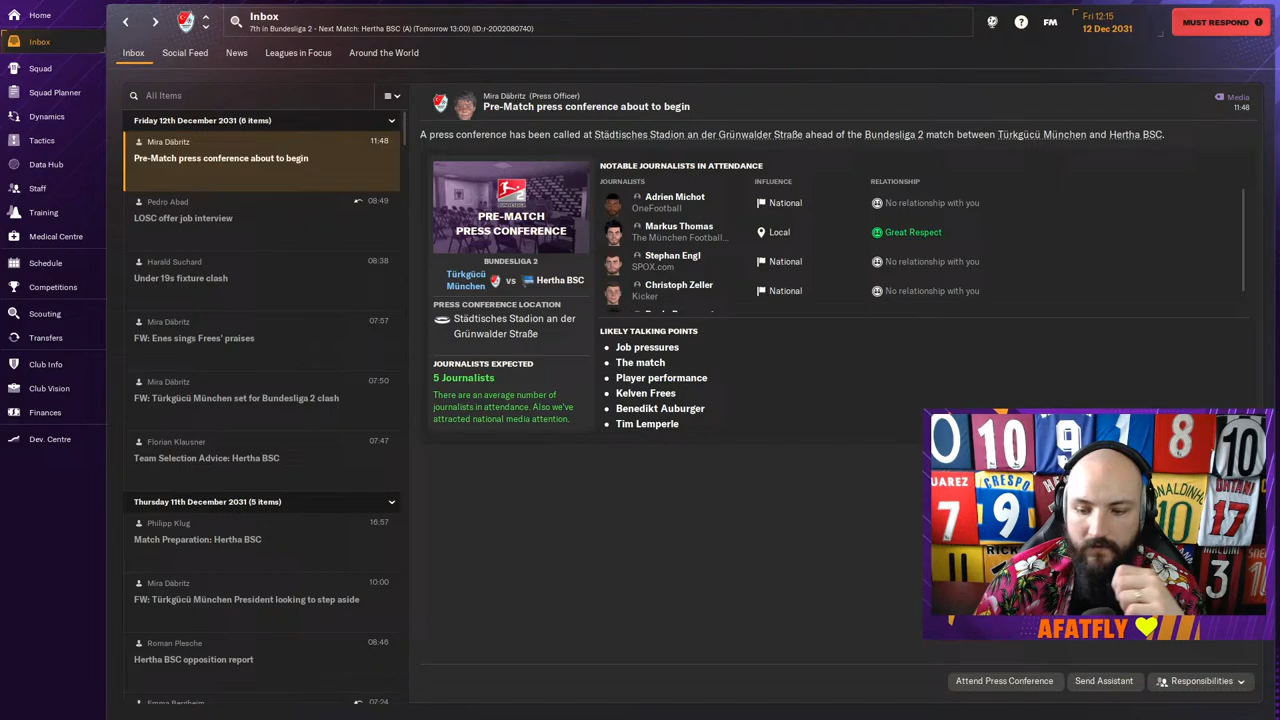 Home
Inbox
Squad
Squad Planner
Dynamics
Tactics
Data Hub
Staff
Training
Medical Centre
Schedule
Competitions
Scouting
Transfers
Club Info
Club Vision
Finances
Dev. Centre
Inbox
7th in Bundesliga 2 - Next Match: Hertha BSC (A) (Tomorrow 13:00) (ID:r-2002080740)
FM
Fri 12:15
12 Dec 2031
MUST RESPOND
Inbox
Social Feed
News
Leagues in Focus
Around the World
All Items
Friday 12th December 2031 (6 items)
Mira Däbritz 11:48
Pre-Match press conference about to begin
Pedro Abad 08:49
LOSC offer job interview
Harald Suchard 08:38
Under 19s fixture clash
Mira Däbritz 07:57
FW: Enes sings Frees' praises
Mira Däbritz 07:50
FW: Türkgücü München set for Bundesliga 2 clash
Florian Klausner 07:47
Team Selection Advice: Hertha BSC
Thursday 11th December 2031 (5 items)
Philipp Klug 16:57
Match Preparation: Hertha BSC
Mira Däbritz 10:00
FW: Türkgücü München President looking to step aside
Roman Plesche 08:46
Hertha BSC opposition report
Mira Däbritz (Press Officer)
Pre-Match press conference about to begin
Media
11:48
A press conference has been called at Städtisches Stadion an der Grünwalder Straße ahead of the Bundesliga 2 match between Türkgücü München and Hertha BSC.
PRE-MATCH
PRESS CONFERENCE
BUNDESLIGA 2
Türkgücü
München vs Hertha BSC
PRESS CONFERENCE LOCATION
Städtisches Stadion an der
Grünwalder Straße
JOURNALISTS EXPECTED
5 Journalists
There are an average number of
journalists in attendance. Also we've
attracted national media attention.
NOTABLE JOURNALISTS IN ATTENDANCE
JOURNALISTS INFLUENCE RELATIONSHIP
Adrien Michot
OneFootball
National
No relationship with you
Markus Thomas
The München Football...
Local
Great Respect
Stephan Engl
SPOX.com
National
No relationship with you
Christoph Zeller
Kicker
National
No relationship with you
LIKELY TALKING POINTS
Job pressures
The match
Player performance
Kelven Frees
Benedikt Auburger
Tim Lemperle
Attend Press Conference
Send Assistant
Responsibilities
10
9
8
10
UAREZ
7
CRESPO
9
10
17
11
3
AFATFLY